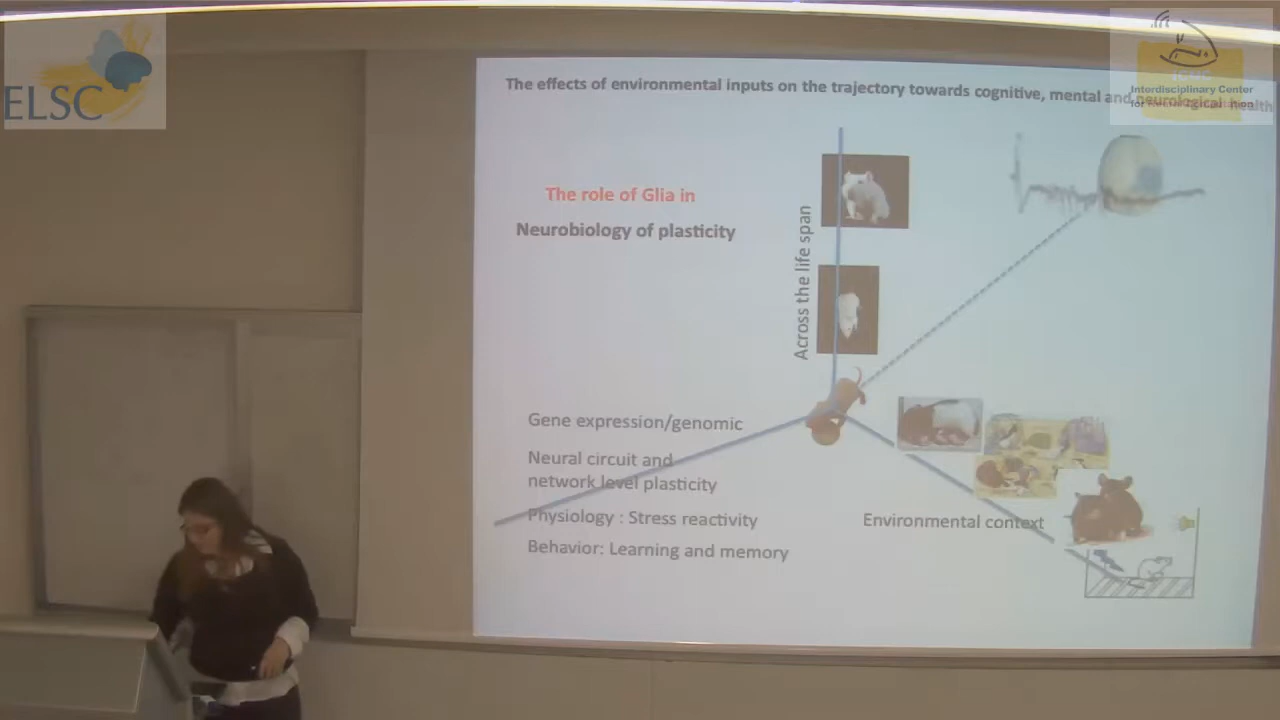 ELSC
Interdisciplinary Center
The effects of environmental inputs on the trajectory towards cognitive, mental and neurological health
The role of Glia in
Neurobiology of plasticity
Across the life span
Gene expression/genomic
Neural circuit and
network level plasticity
Physiology : Stress reactivity
Behavior: Learning and memory
Environmental context